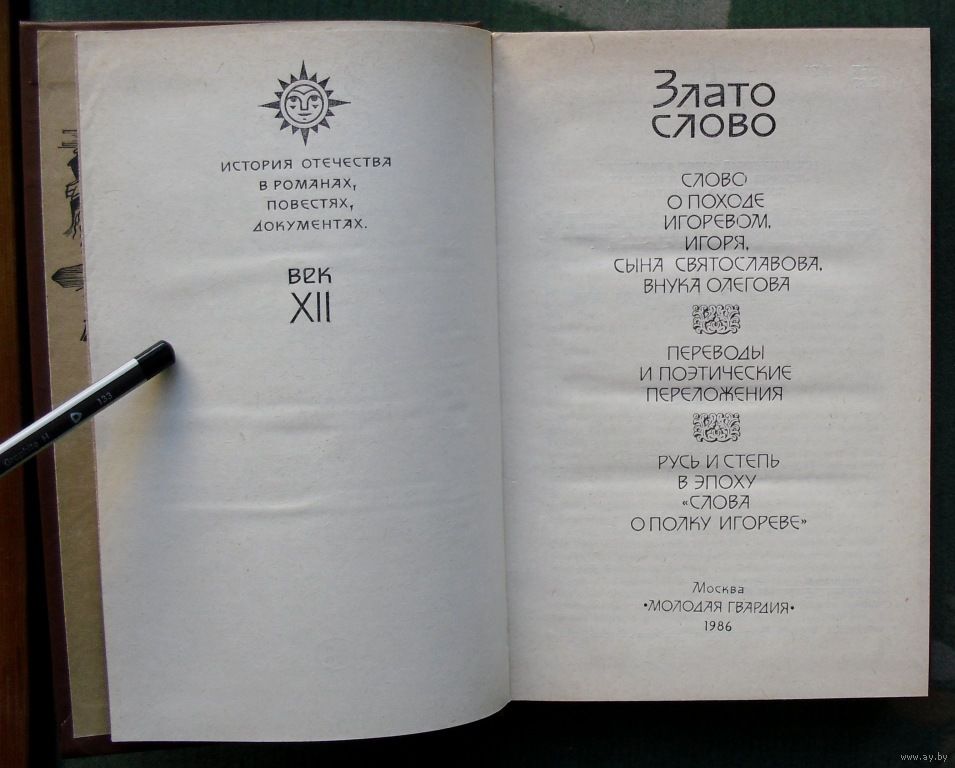 ИСТОРИЯ ОТЕЧЕСТВА
В РОМАНАХ,
ПОВЕСТЯХ,
ДОКУМЕНТАХ.
ВЕК
XII
Злато
слово
СЛОВО
О ПОХОДЕ
ИГОРЕВОМ,
ИГОРЯ,
СЫНА СВЯТОСЛАВОВА,
ВНУКА ОЛЕГОВА
ПЕРЕВОДЫ
И ПОЭТИЧЕСКИЕ
ПЕРЕЛОЖЕНИЯ
РУСЬ И СТЕПЬ
В ЭПОХУ
«СЛОВА
О ПОЛКУ ИГОРЕВЕ»
Москва
•МОЛОДАЯ ГВАРДИЯ•
1986
133
www.ay.by